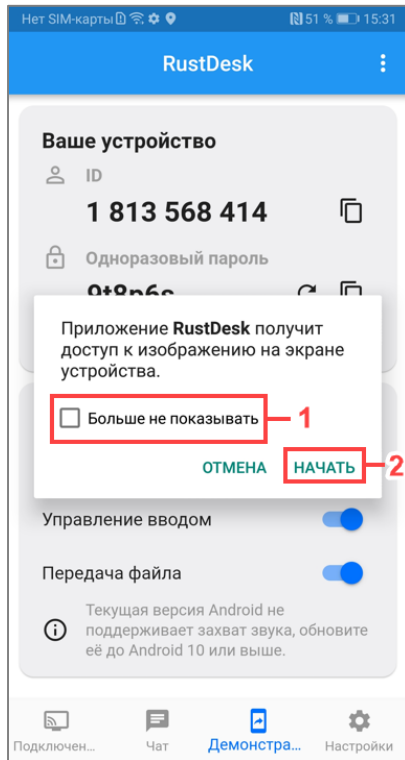 Нет SIM-карты 51 % 15:31
RustDesk
Ваше устройство
ID
1 813 568 414
Одноразовый пароль
Приложение RustDesk получит
доступ к изображению на экране
устройства.
Больше не показывать
1
ОТМЕНА
НАЧАТЬ
2
Управление вводом
Передача файла
Текущая версия Android не
поддерживает захват звука, обновите
её до Android 10 или выше.
Подключен...
Чат
Демонстра...
Настройки